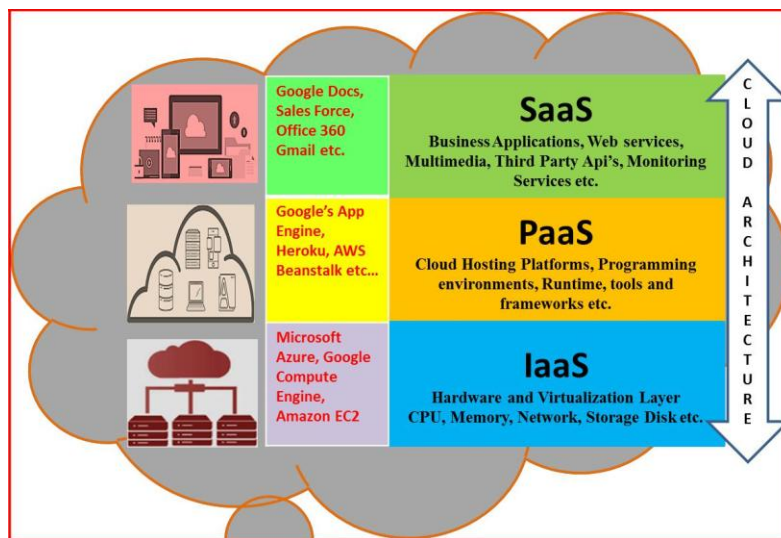 Google Docs,
Sales Force,
Office 360
Gmail etc.
SaaS
Business Applications, Web services,
Multimedia, Third Party Api's, Monitoring
Services etc.
Google's App
Engine,
Heroku, AWS
Beanstalk etc...
PaaS
Cloud Hosting Platforms, Programming
environments, Runtime, tools and
frameworks etc.
Microsoft
Azure, Google
Compute
Engine,
Amazon EC2
IaaS
Hardware and Virtualization Layer
CPU, Memory, Network, Storage Disk etc.
CLOUD ARCHITECTURE